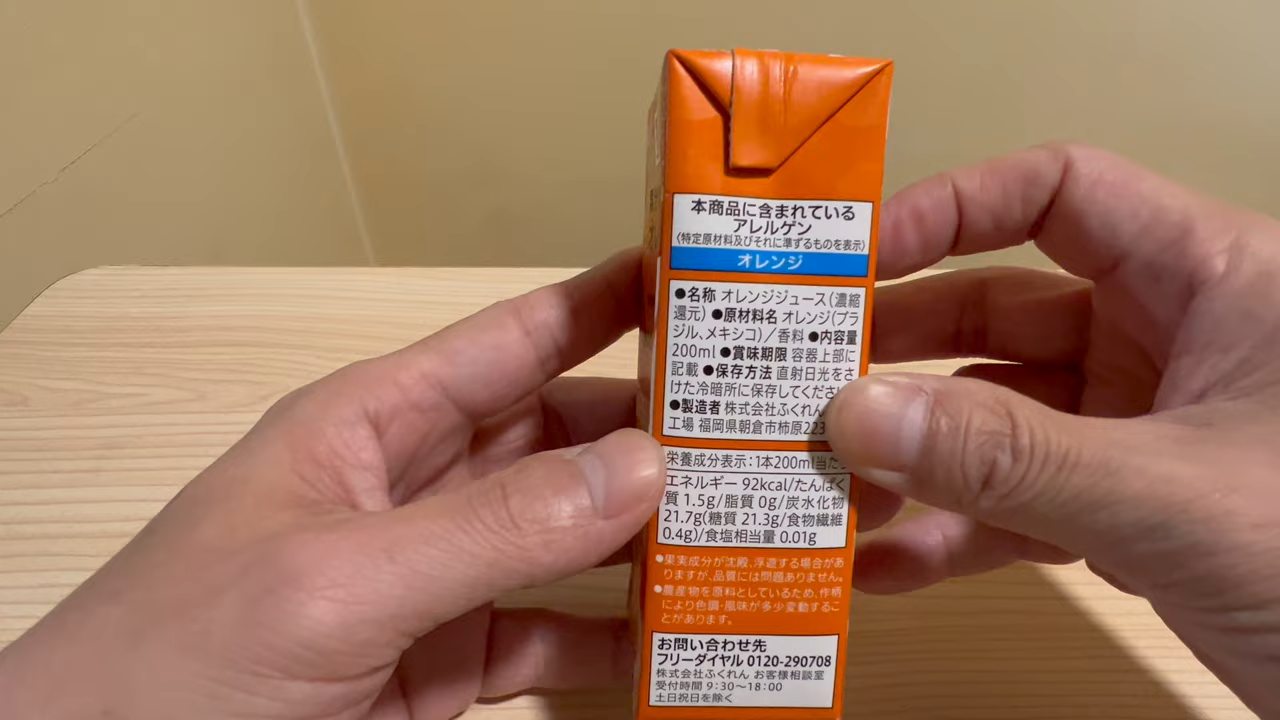 本商品に含まれている
アレルゲン
(特定原材料及びそれに準ずるものを表示)
オレンジ
●名称 オレンジジュース(濃縮
還元) ●原材料名 オレンジ(ブラ
ジル、メキシコ)／香料 ●内容量
200ml ●賞味期限 容器上部に
記載 ●保存方法 直射日光をさ
けた冷暗所に保存してくださ
●製造者 株式会社ふくれん
工場 福岡県朝倉市柿原223
栄養成分表示:1本200ml当た
エネルギー 92kcal/たんぱく
質 1.5g/脂質 0g/炭水化物
21.7g(糖質 21.3g/食物繊維
0.4g)/食塩相当量 0.01g
●果実成分が沈殿、浮遊する場合があ
りますが、品質には問題ありません。
●農産物を原料としているため、作柄
により色調・風味が多少変動するこ
とがあります。
お問い合わせ先
フリーダイヤル 0120-290708
株式会社ふくれん お客様相談室
受付時間 9:30〜18:00
土日祝日を除く